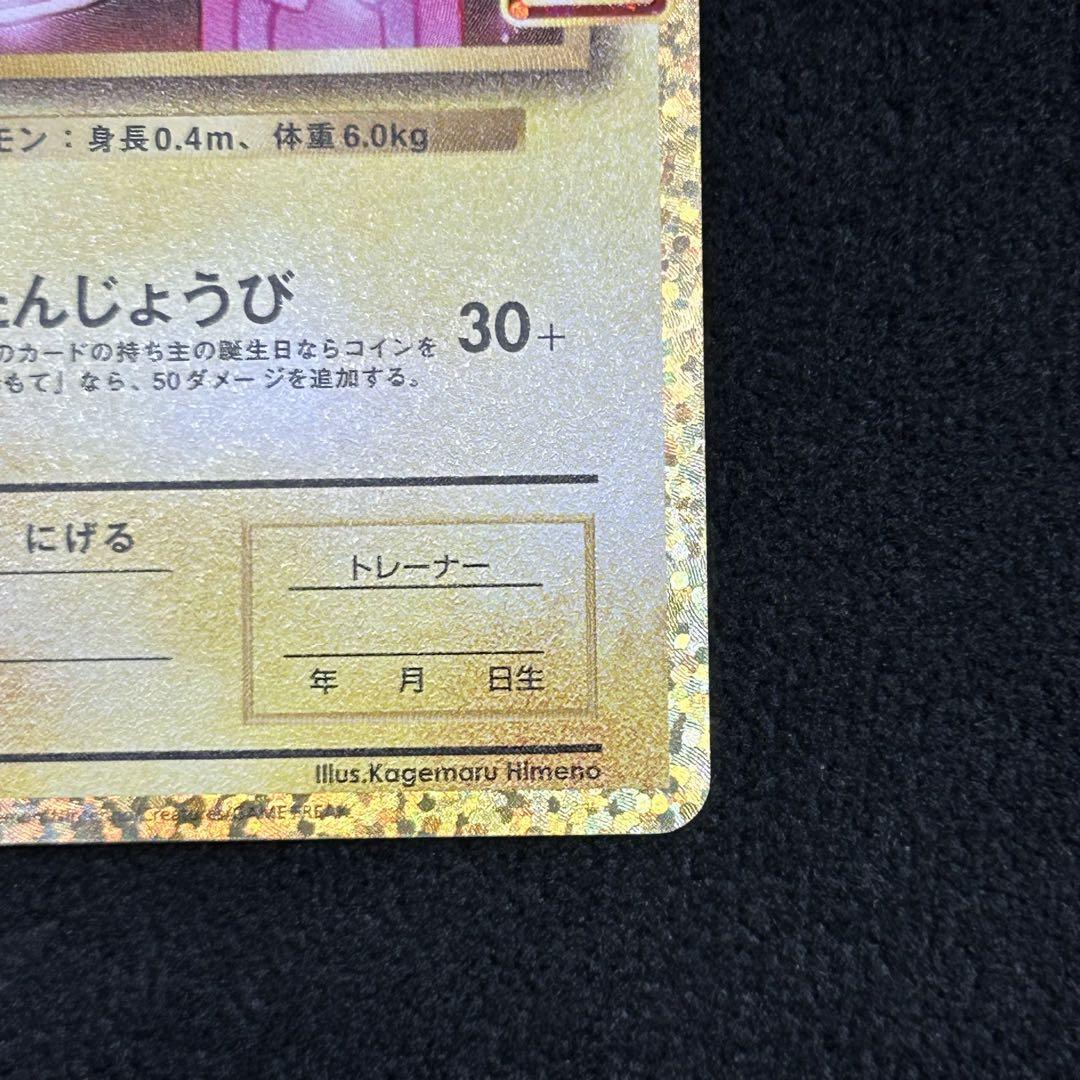 モン：身長0.4m、体重6.0kg
んじょうび
30+
のカードの持ち主の誕生日ならコインを
もて」なら、50ダメージを追加する。
にげる
トレーナー
年 月 日生
Illus.Kagemaru Himeno
Creatures/GAME FREAK